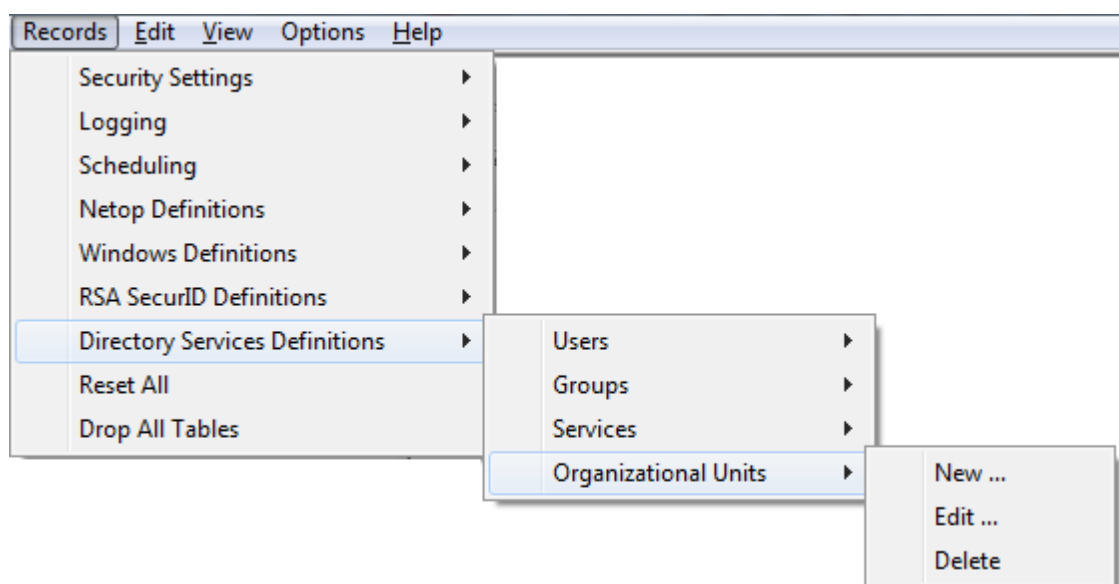 Records Edit View Options Help
Security Settings
Logging
Scheduling
Netop Definitions
Windows Definitions
RSA SecurID Definitions
Directory Services Definitions
Reset All
Drop All Tables
Users
Groups
Services
Organizational Units
New ...
Edit ...
Delete